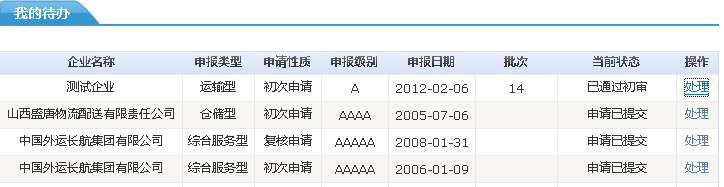 我的待办
企业名称 申报类型 申请性质 申报级别 申报日期 批次 当前状态 操作
测试企业 运输型 初次申请 A 2012-02-06 14 已通过初审 处理
山西盛唐物流配送有限责任公司 仓储型 初次申请 AAAA 2005-07-06 申请已提交 处理
中国外运长航集团有限公司 综合服务型 复核申请 AAAAA 2008-01-31 申请已提交 处理
中国外运长航集团有限公司 综合服务型 初次申请 AAAAA 2006-01-09 申请已提交 处理